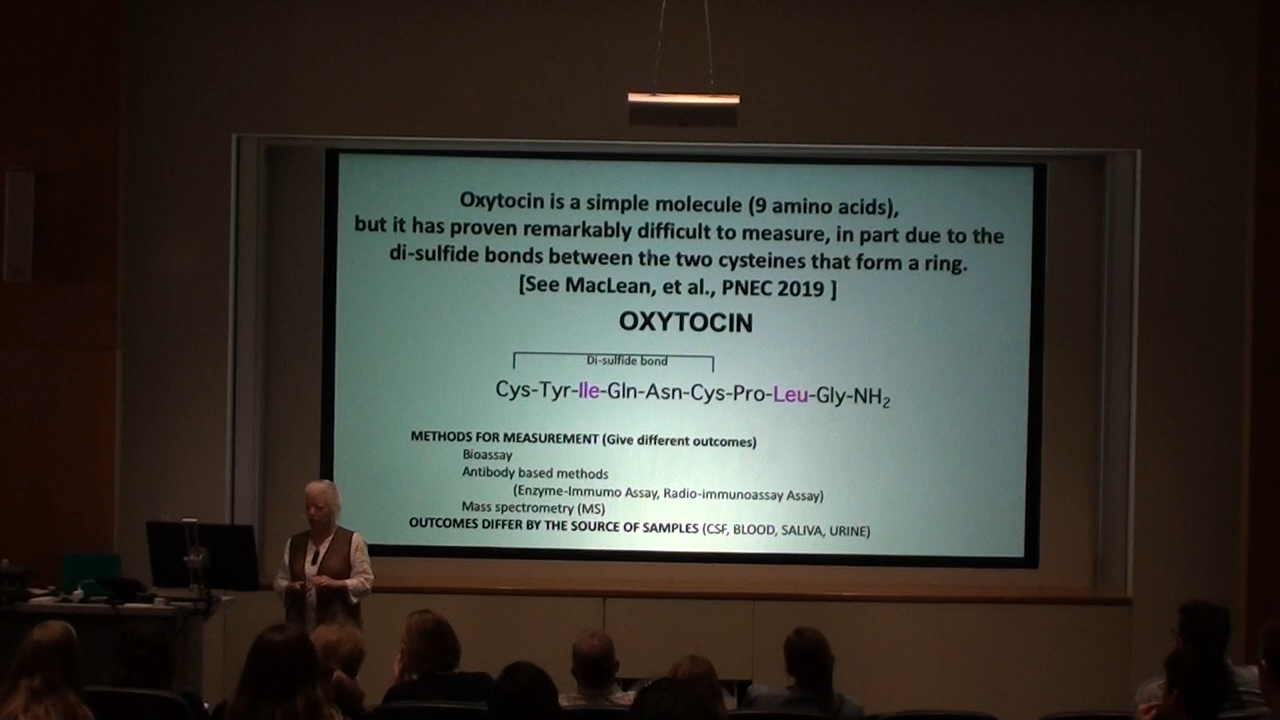 Oxytocin is a simple molecule (9 amino acids),
but it has proven remarkably difficult to measure, in part due to the
di-sulfide bonds between the two cysteines that form a ring.
[See MacLean, et al., PNEC 2019 ]
OXYTOCIN
Di-sulfide bond
Cys-Tyr-Ile-Gln-Asn-Cys-Pro-Leu-Gly-NH₂
METHODS FOR MEASUREMENT (Give different outcomes)
Bioassay
Antibody based methods
(Enzyme-Immumo Assay, Radio-immunoassay Assay)
Mass spectrometry (MS)
OUTCOMES DIFFER BY THE SOURCE OF SAMPLES (CSF, BLOOD, SALIVA, URINE)